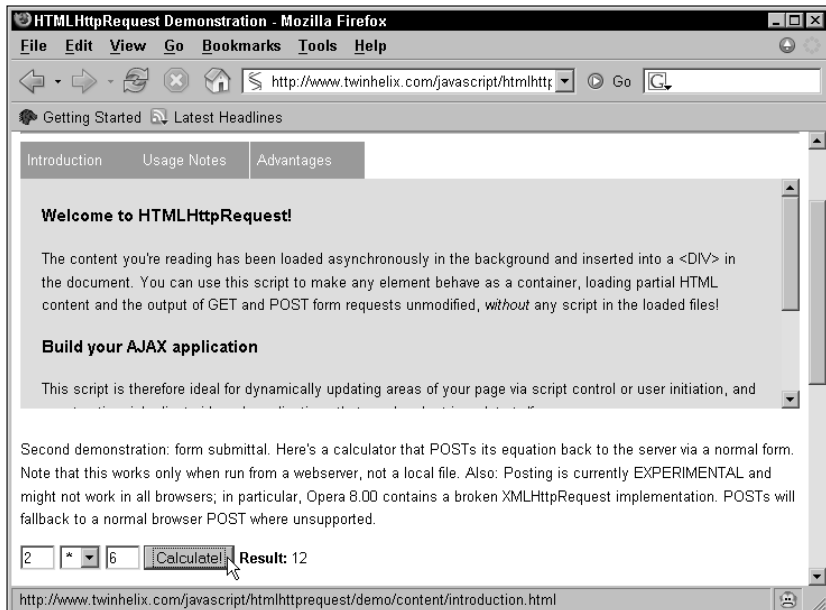 HTMLHttpRequest Demonstration - Mozilla Firefox
File Edit View Go Bookmarks Tools Help
http://www.twinhelix.com/javascript/htmlhttp Go G
Getting Started Latest Headlines
Introduction Usage Notes Advantages
Welcome to HTMLHttpRequest!
The content you're reading has been loaded asynchronously in the background and inserted into a <DIV> in
the document. You can use this script to make any element behave as a container, loading partial HTML
content and the output of GET and POST form requests unmodified, without any script in the loaded files!
Build your AJAX application
This script is therefore ideal for dynamically updating areas of your page via script control or user initiation, and
Second demonstration: form submittal. Here's a calculator that POSTs its equation back to the server via a normal form.
Note that this works only when run from a webserver, not a local file. Also: Posting is currently EXPERIMENTAL and
might not work in all browsers; in particular, Opera 8.00 contains a broken XMLHttpRequest implementation. POSTs will
fallback to a normal browser POST where unsupported.
2 * 6 Calculate! Result: 12
http://www.twinhelix.com/javascript/htmlhttprequest/demo/content/introduction.html